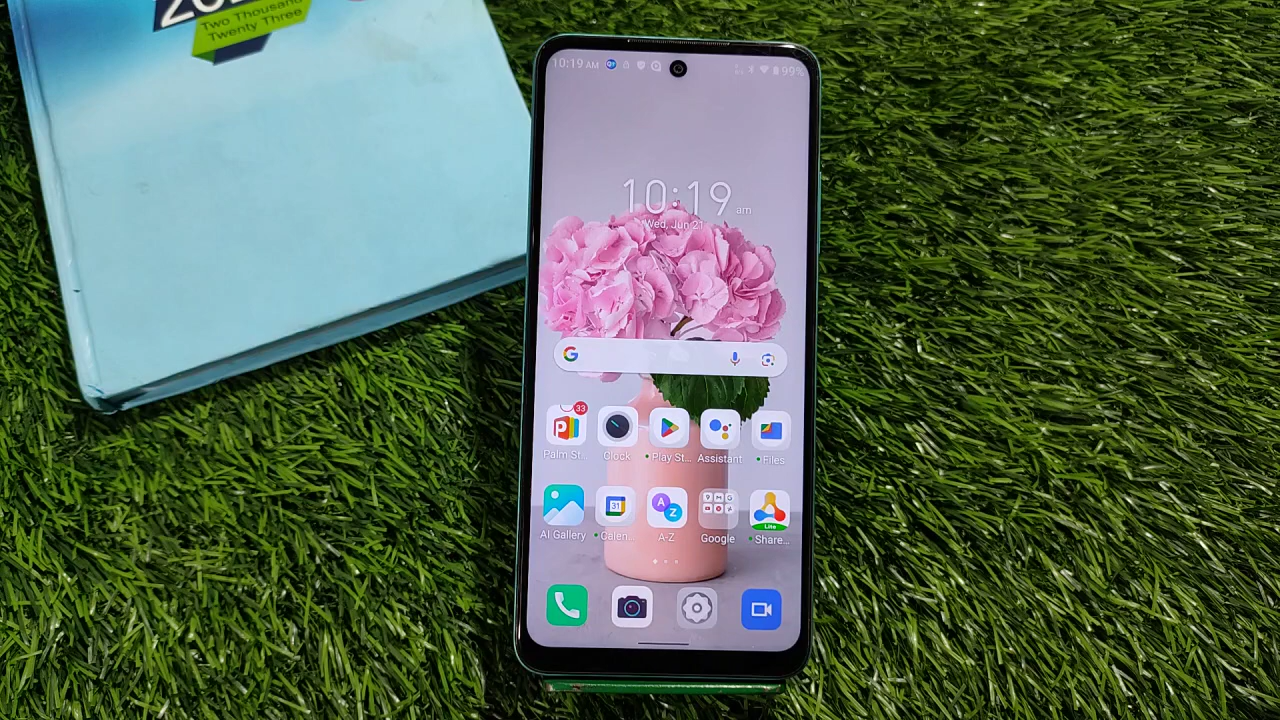 Two Thousand
Twenty Three
10:19 AM
99%
10:19 am
Wed, Jun 21
G
33
Palm St...
Clock
Play St...
Assistant
Files
31
A
Z
AI Gallery
Calen...
A-Z
Google
Lite
Share...